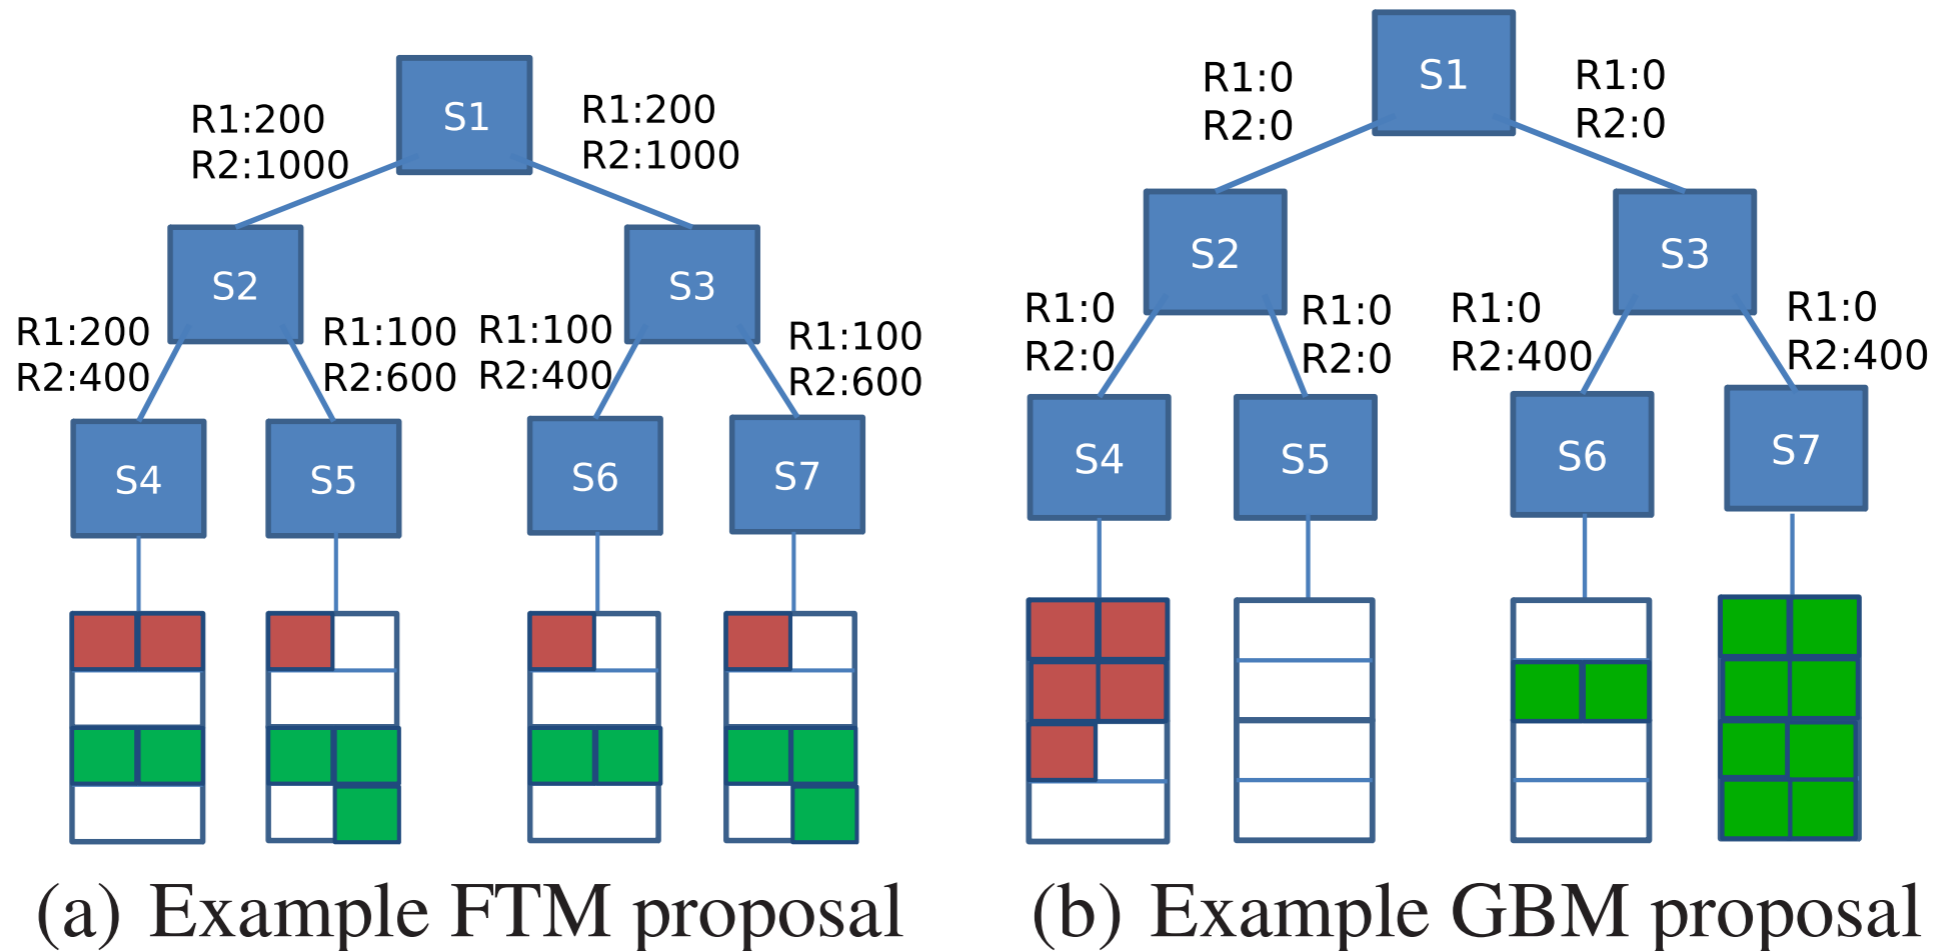 S1
R1:200
R2:1000
R1:200
R2:1000
S2
S3
R1:200
R2:400
R1:100
R2:600
R1:100
R2:400
R1:100
R2:600
S4
S5
S6
S7
(a) Example FTM proposal
S1
R1:0
R2:0
R1:0
R2:0
S2
S3
R1:0
R2:0
R1:0
R2:0
R1:0
R2:400
R1:0
R2:400
S4
S5
S6
S7
(b) Example GBM proposal